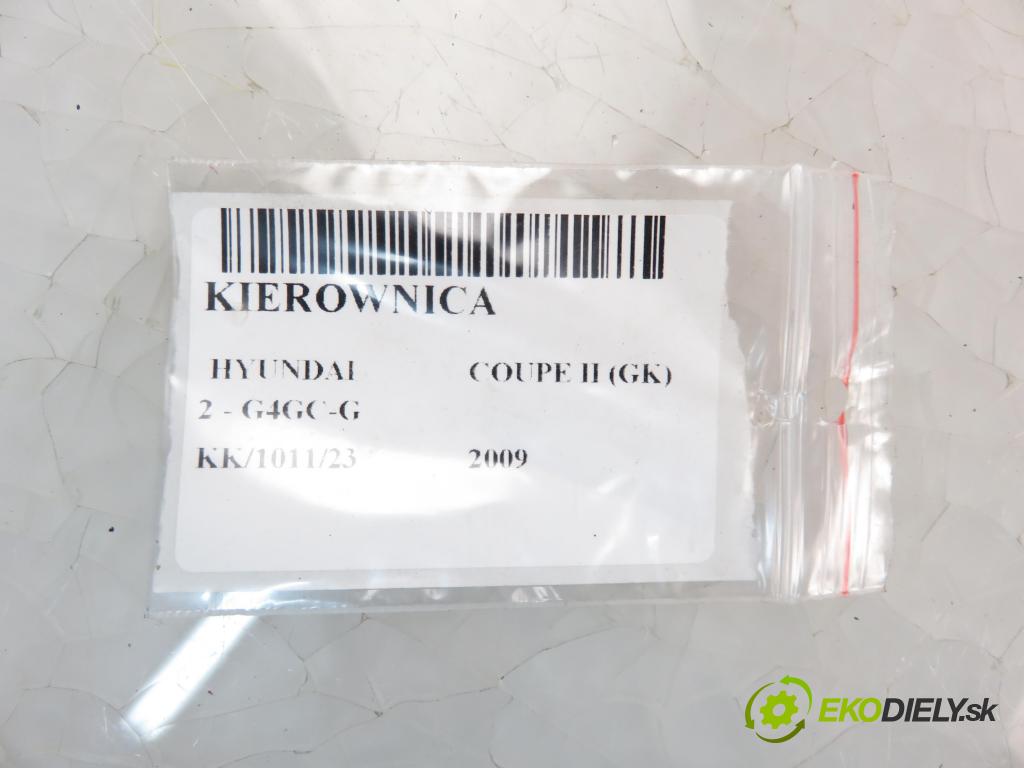 KIEROWNICA
HYUNDAI COUPE II (GK)
2 - G4GC-G
KK/1011/23 2009
EKODIELY.sk